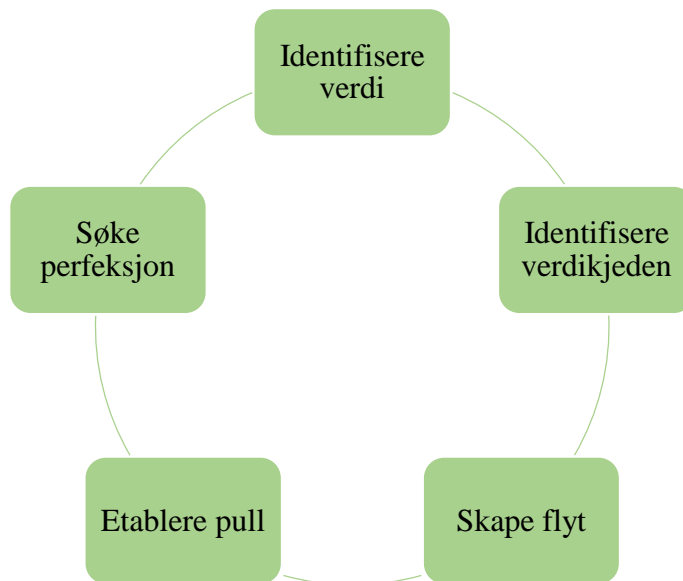 Identifisere
verdi
Identifisere
verdikjeden
Skape flyt
Etablere pull
Søke
perfeksjon